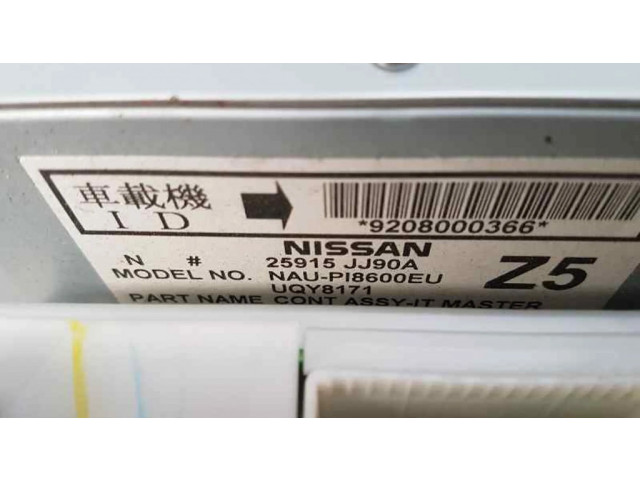 車載機
I D
*9208000366*
NISSAN
N # 25915 JJ90A
MODEL NO. NAU-PI8600EU
Z5
UQY8171
PART NAME CONT ASSY-IT MASTER